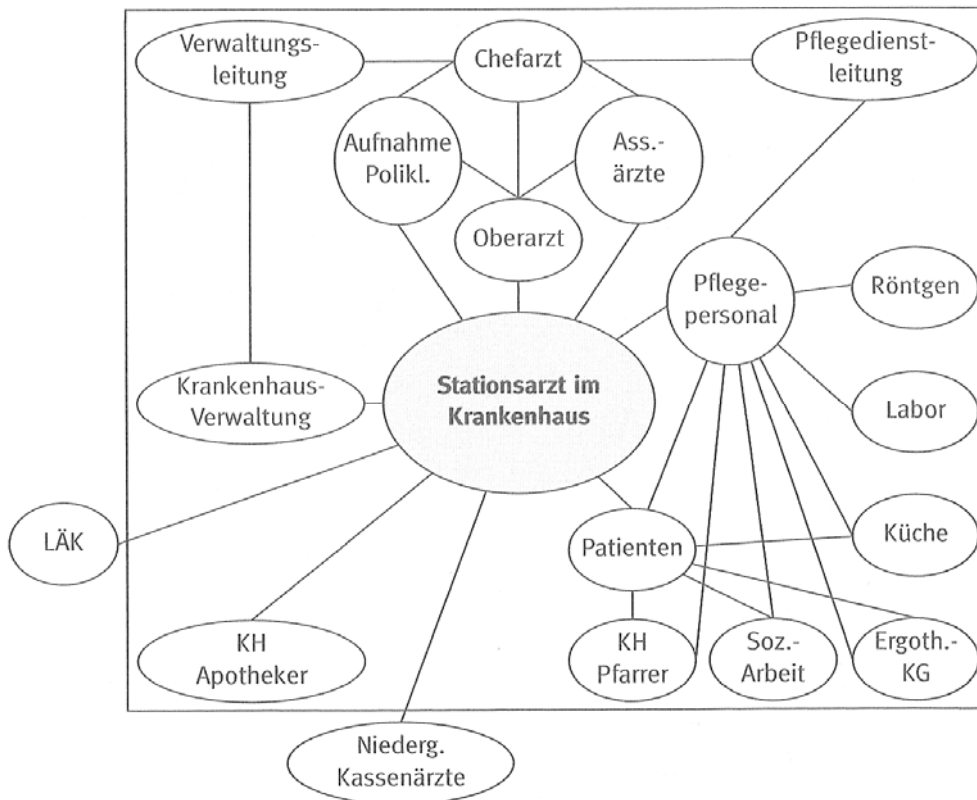 Verwaltungs-
leitung
Chefarzt
Pflegedienst-
leitung
Aufnahme
Polikl.
Ass.-
ärzte
Oberarzt
Pflege-
personal
Röntgen
Stationsarzt im
Krankenhaus
Krankenhaus-
Verwaltung
Labor
LÄK
Patienten
Küche
KH
Apotheker
KH
Pfarrer
Soz.-
Arbeit
Ergoth.-
KG
Niederg.
Kassenärzte